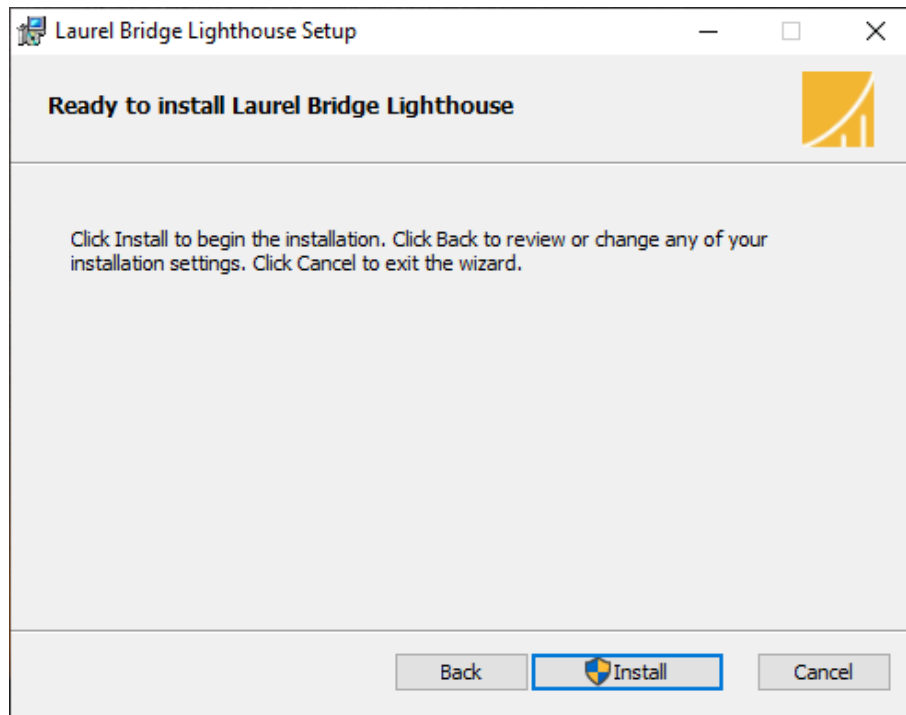 Laurel Bridge Lighthouse Setup
Ready to install Laurel Bridge Lighthouse
Click Install to begin the installation. Click Back to review or change any of your
installation settings. Click Cancel to exit the wizard.
Back Install Cancel